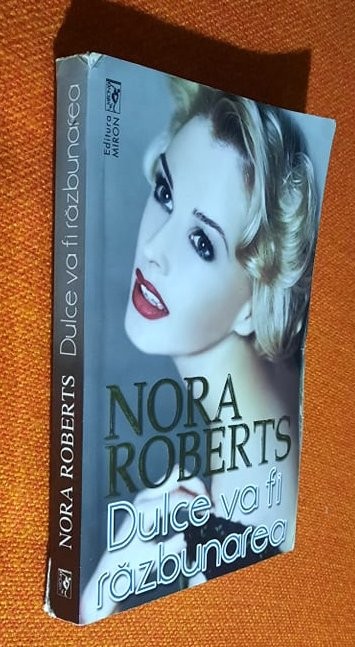 Editura
MIRON
NORA
ROBERTS
Dulce va fi
răzbunarea
NORA ROBERTS Dulce va fi răzbunarea